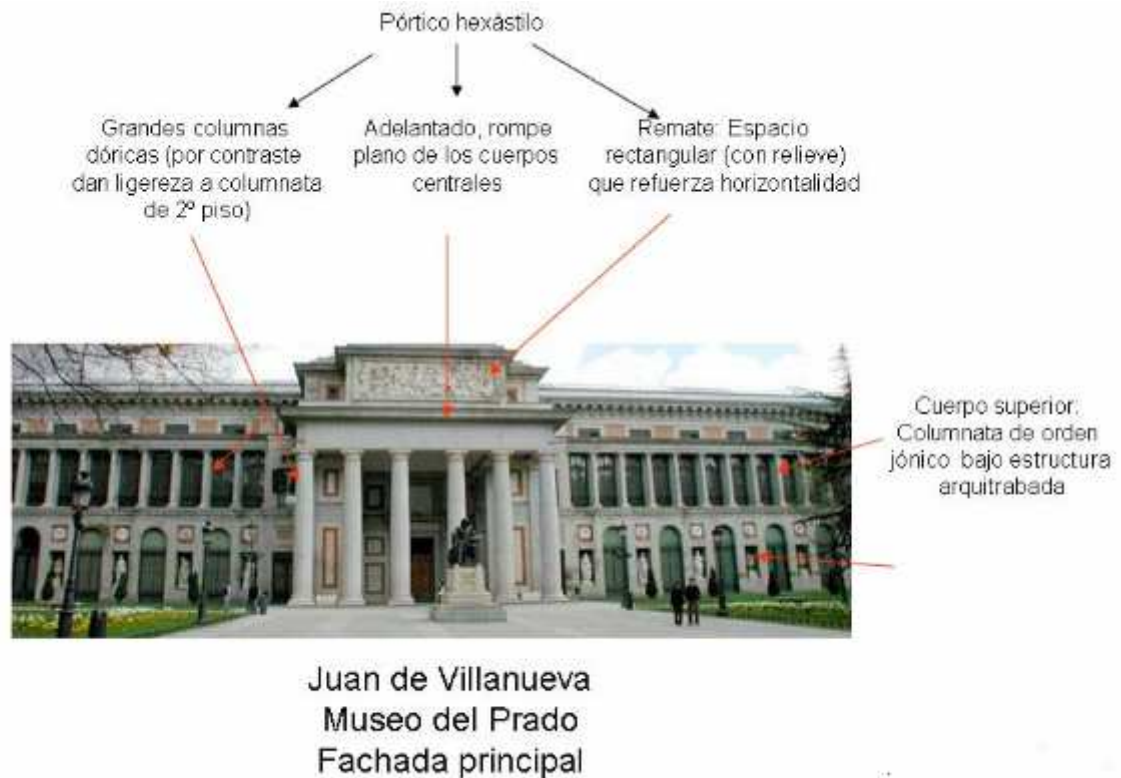 Pórtico hexástilo
Grandes columnas
dóricas (por contraste
dan ligereza a columnata
de 2º piso)
Adelantado, rompe
plano de los cuerpos
centrales
Remate: Espacio
rectangular (con relieve)
que refuerza horizontalidad
Cuerpo superior:
Columnata de orden
jónico bajo estructura
arquitrabada
Juan de Villanueva
Museo del Prado
Fachada principal